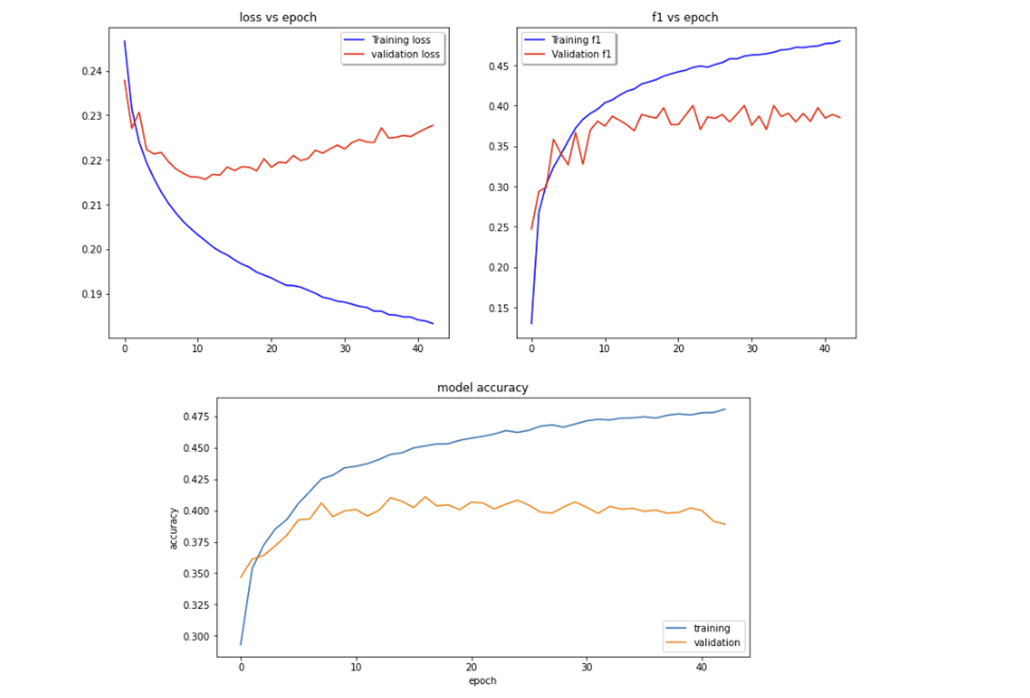 loss vs epoch
Training loss
validation loss
0.24
0.23
0.22
0.21
0.20
0.19
0 10 20 30 40
f1 vs epoch
Training f1
Validation f1
0.45
0.40
0.35
0.30
0.25
0.20
0.15
0 10 20 30 40
model accuracy
0.475
0.450
0.425
0.400
0.375
0.350
0.325
0.300
accuracy
training
validation
0 10 20 30 40
epoch